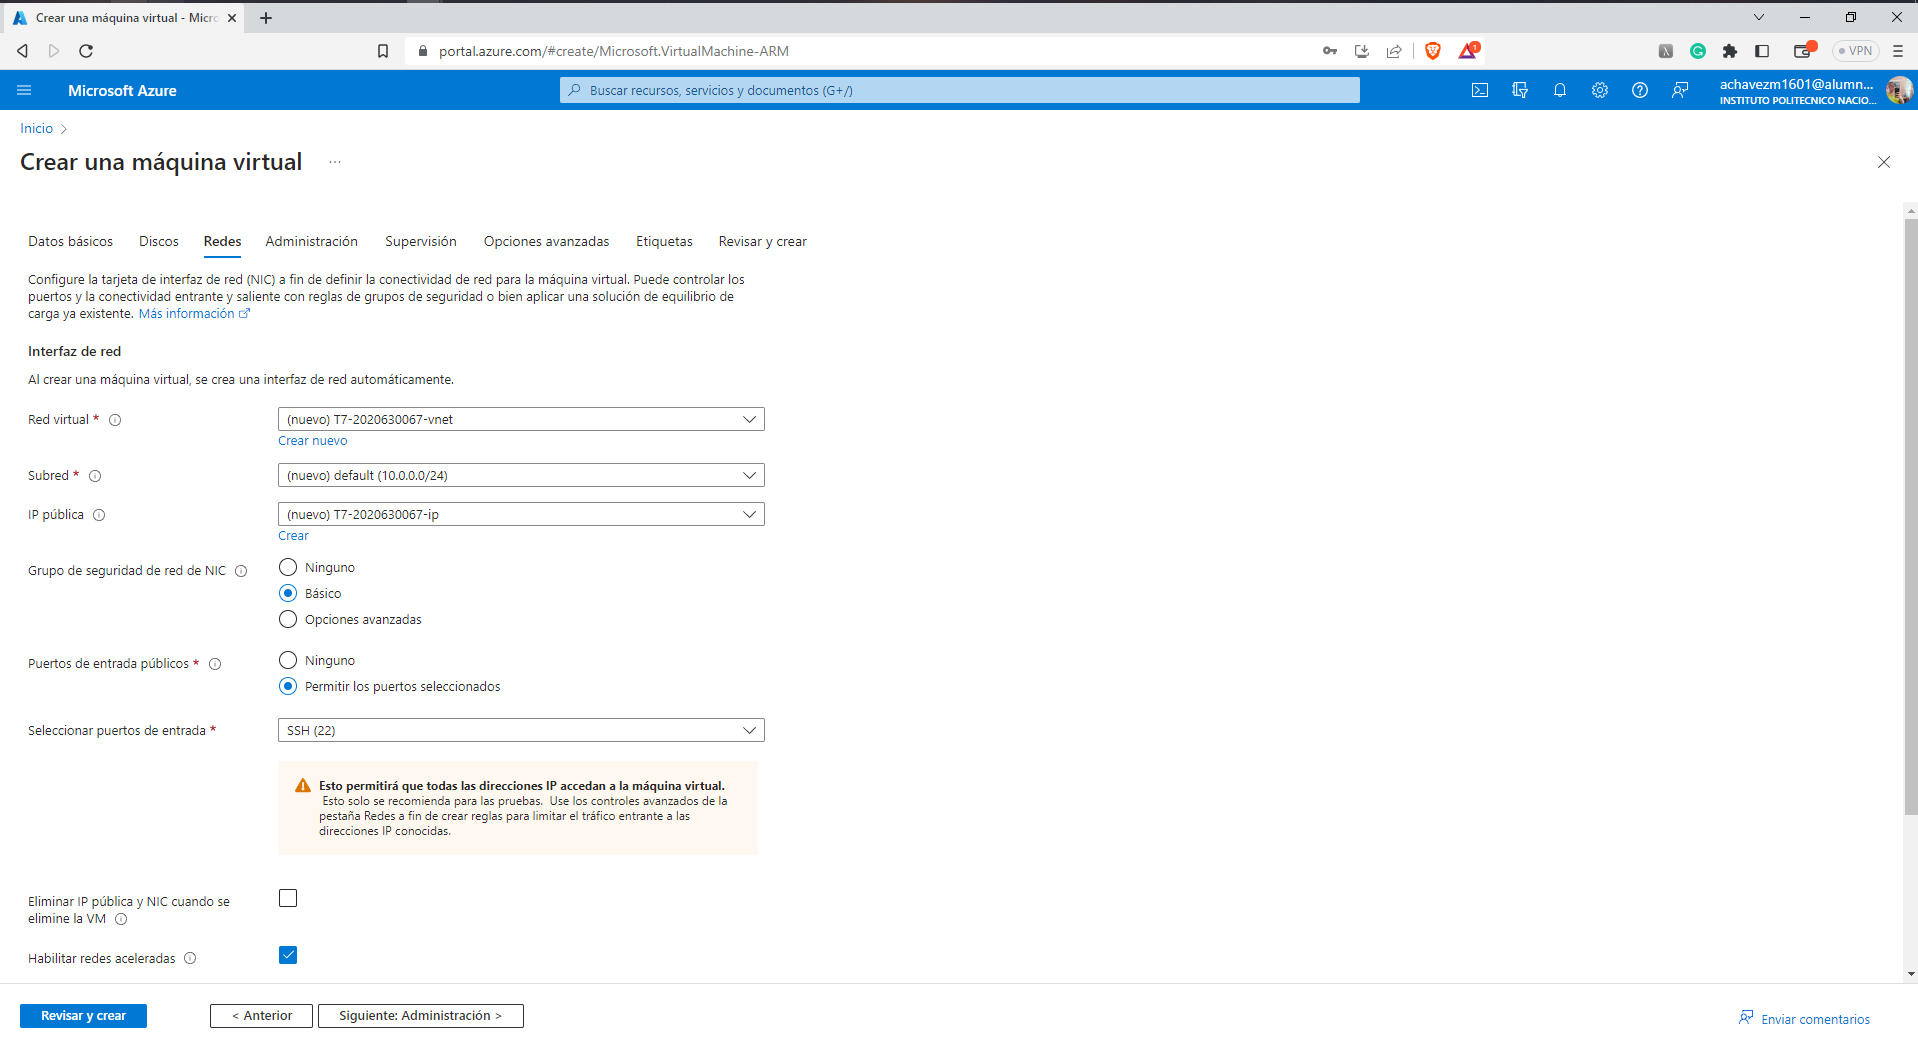 Crear una máquina virtual - Micro
portal.azure.com/#create/Microsoft.VirtualMachine-ARM
1
VPN
Microsoft Azure
Buscar recursos, servicios y documentos (G+/)
achavezm1601@alumn...
INSTITUTO POLITECNICO NACIO...
Inicio
Crear una máquina virtual
...
Datos básicos
Discos
Redes
Administración
Supervisión
Opciones avanzadas
Etiquetas
Revisar y crear
Configure la tarjeta de interfaz de red (NIC) a fin de definir la conectividad de red para la máquina virtual. Puede controlar los
puertos y la conectividad entrante y saliente con reglas de grupos de seguridad o bien aplicar una solución de equilibrio de
carga ya existente. Más información
Interfaz de red
Al crear una máquina virtual, se crea una interfaz de red automáticamente.
Red virtual *
(nuevo) T7-2020630067-vnet
Crear nuevo
Subred *
(nuevo) default (10.0.0.0/24)
IP pública
(nuevo) T7-2020630067-ip
Crear
Grupo de seguridad de red de NIC
Ninguno
Básico
Opciones avanzadas
Puertos de entrada públicos *
Ninguno
Permitir los puertos seleccionados
Seleccionar puertos de entrada *
SSH (22)
Esto permitirá que todas las direcciones IP accedan a la máquina virtual.
Esto solo se recomienda para las pruebas. Use los controles avanzados de la
pestaña Redes a fin de crear reglas para limitar el tráfico entrante a las
direcciones IP conocidas.
Eliminar IP pública y NIC cuando se
elimine la VM
Habilitar redes aceleradas
Revisar y crear
< Anterior
Siguiente: Administración >
Enviar comentarios